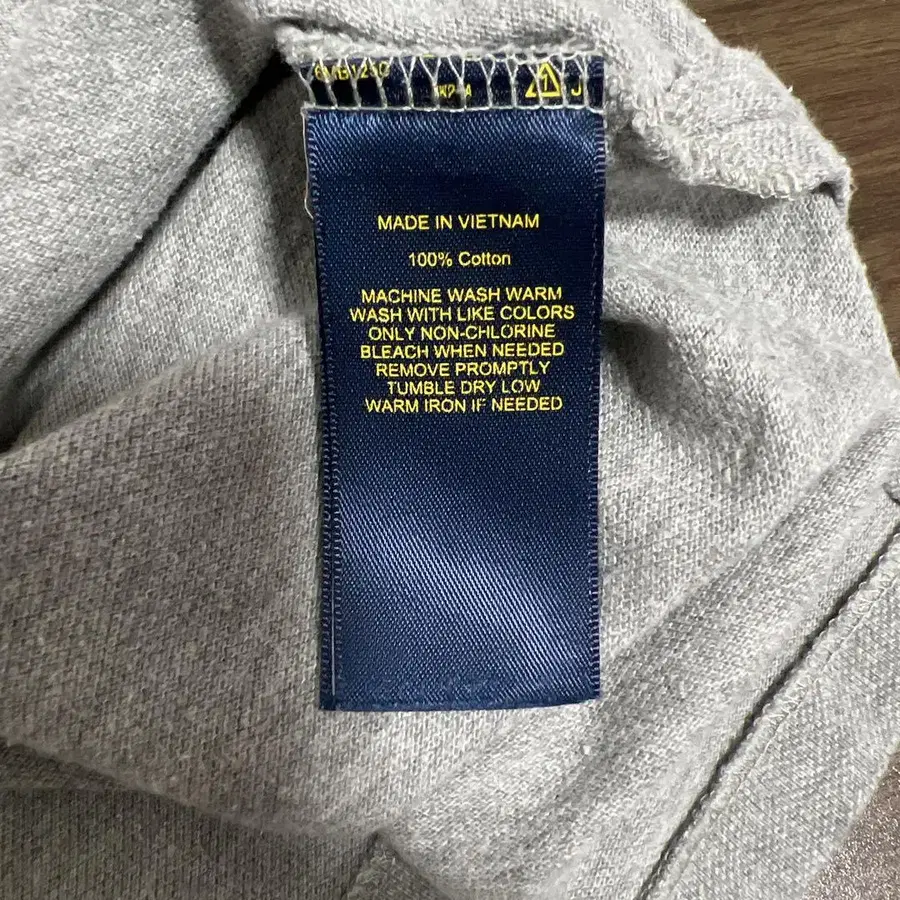 J
MADE IN VIETNAM
100% Cotton
MACHINE WASH WARM
WASH WITH LIKE COLORS
ONLY NON-CHLORINE
BLEACH WHEN NEEDED
REMOVE PROMPTLY
TUMBLE DRY LOW
WARM IRON IF NEEDED